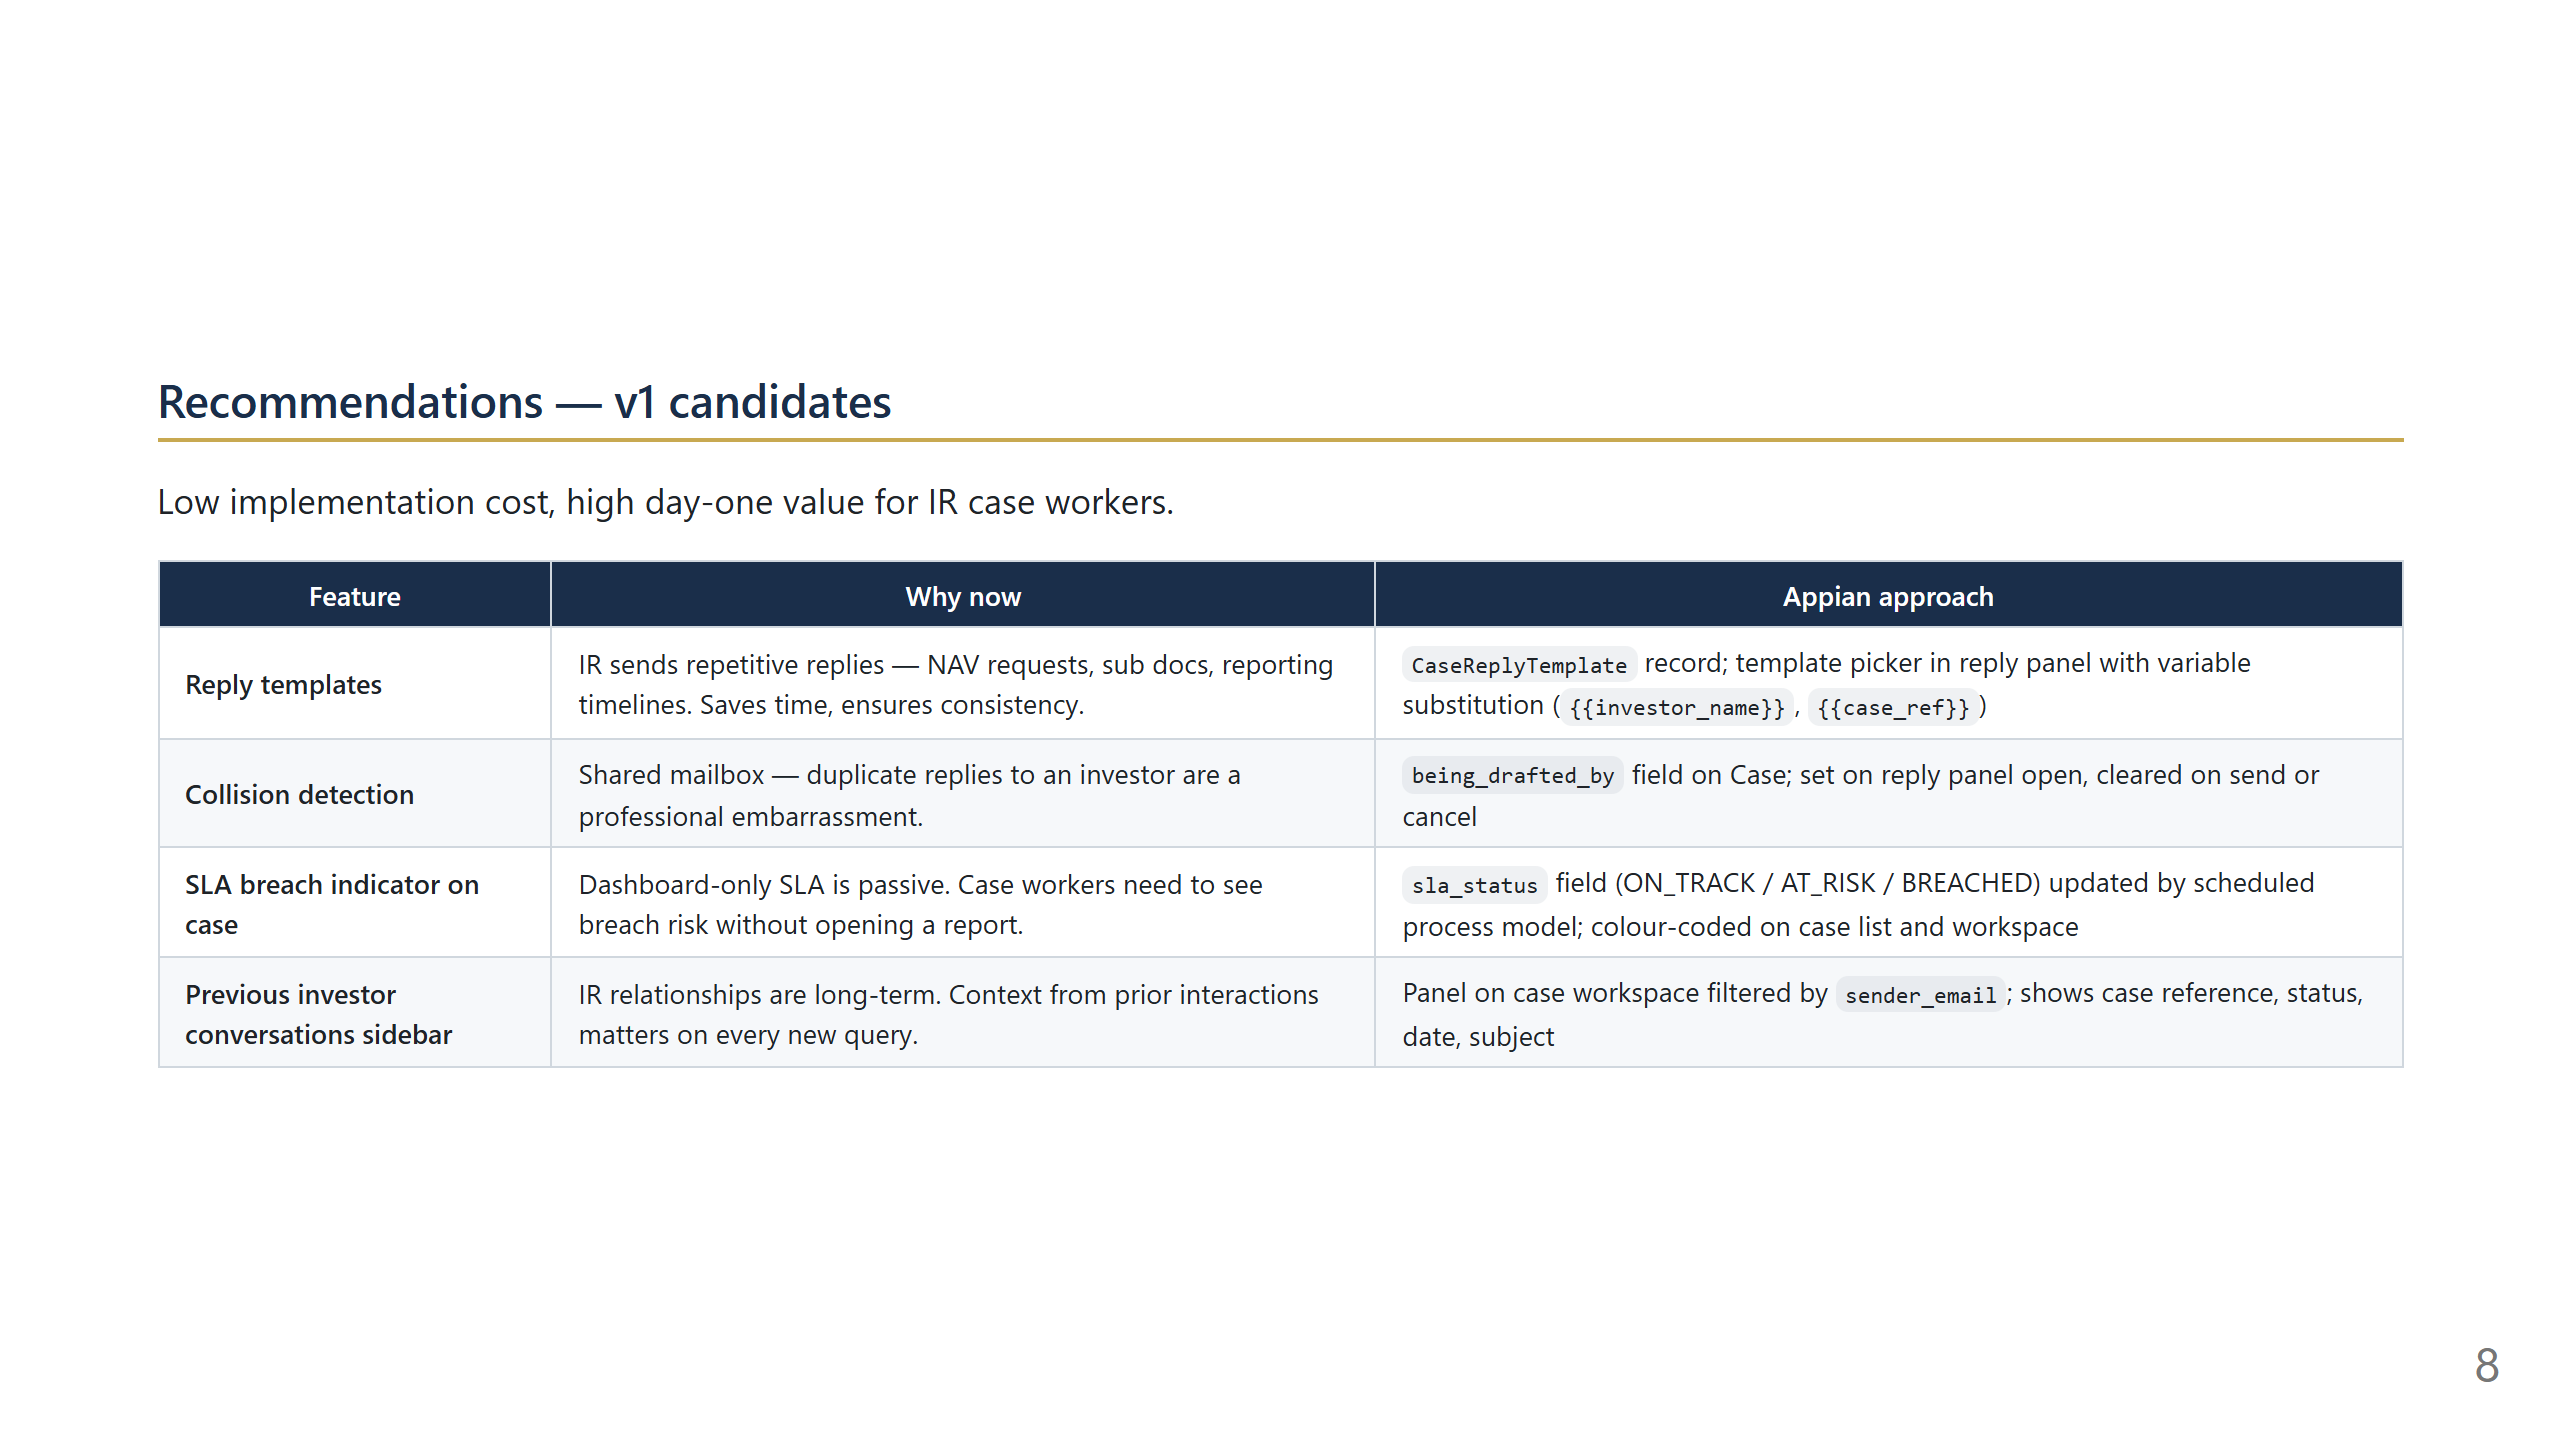 Recommendations — v1 candidates
Low implementation cost, high day-one value for IR case workers.
Feature
Why now
Appian approach
Reply templates
IR sends repetitive replies — NAV requests, sub docs, reporting
timelines. Saves time, ensures consistency.
CaseReplyTemplate record; template picker in reply panel with variable
substitution ( {{investor_name}} , {{case_ref}} )
Collision detection
Shared mailbox — duplicate replies to an investor are a
professional embarrassment.
being_drafted_by field on Case; set on reply panel open, cleared on send or
cancel
SLA breach indicator on
case
Dashboard-only SLA is passive. Case workers need to see
breach risk without opening a report.
sla_status field (ON_TRACK / AT_RISK / BREACHED) updated by scheduled
process model; colour-coded on case list and workspace
Previous investor
conversations sidebar
IR relationships are long-term. Context from prior interactions
matters on every new query.
Panel on case workspace filtered by sender_email ; shows case reference, status,
date, subject
8